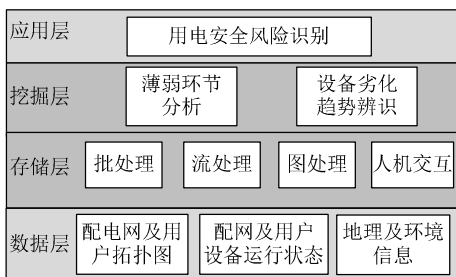 应用层
用电安全风险识别
挖掘层
薄弱环节
分析
设备劣化
趋势辨识
存储层
批处理
流处理
图处理
人机交互
数据层
配电网及用
户拓扑图
配网及用户
设备运行状态
地理及环境
信息